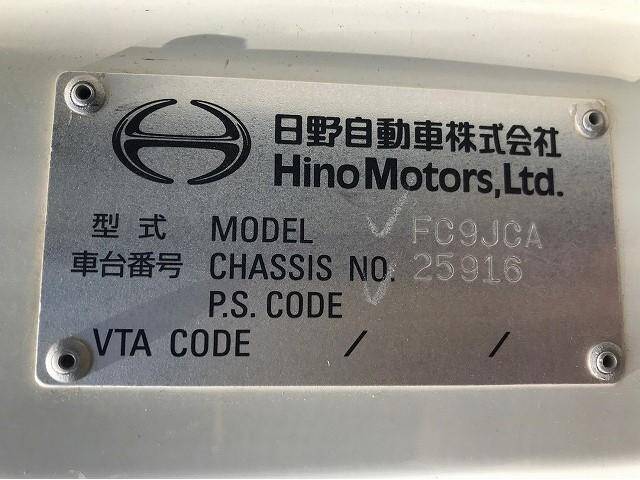 日野自動車株式会社
Hino Motors, Ltd.
型式 MODEL FC9JCA
車台番号 CHASSIS NO. 25916
P.S. CODE
VTA CODE / /